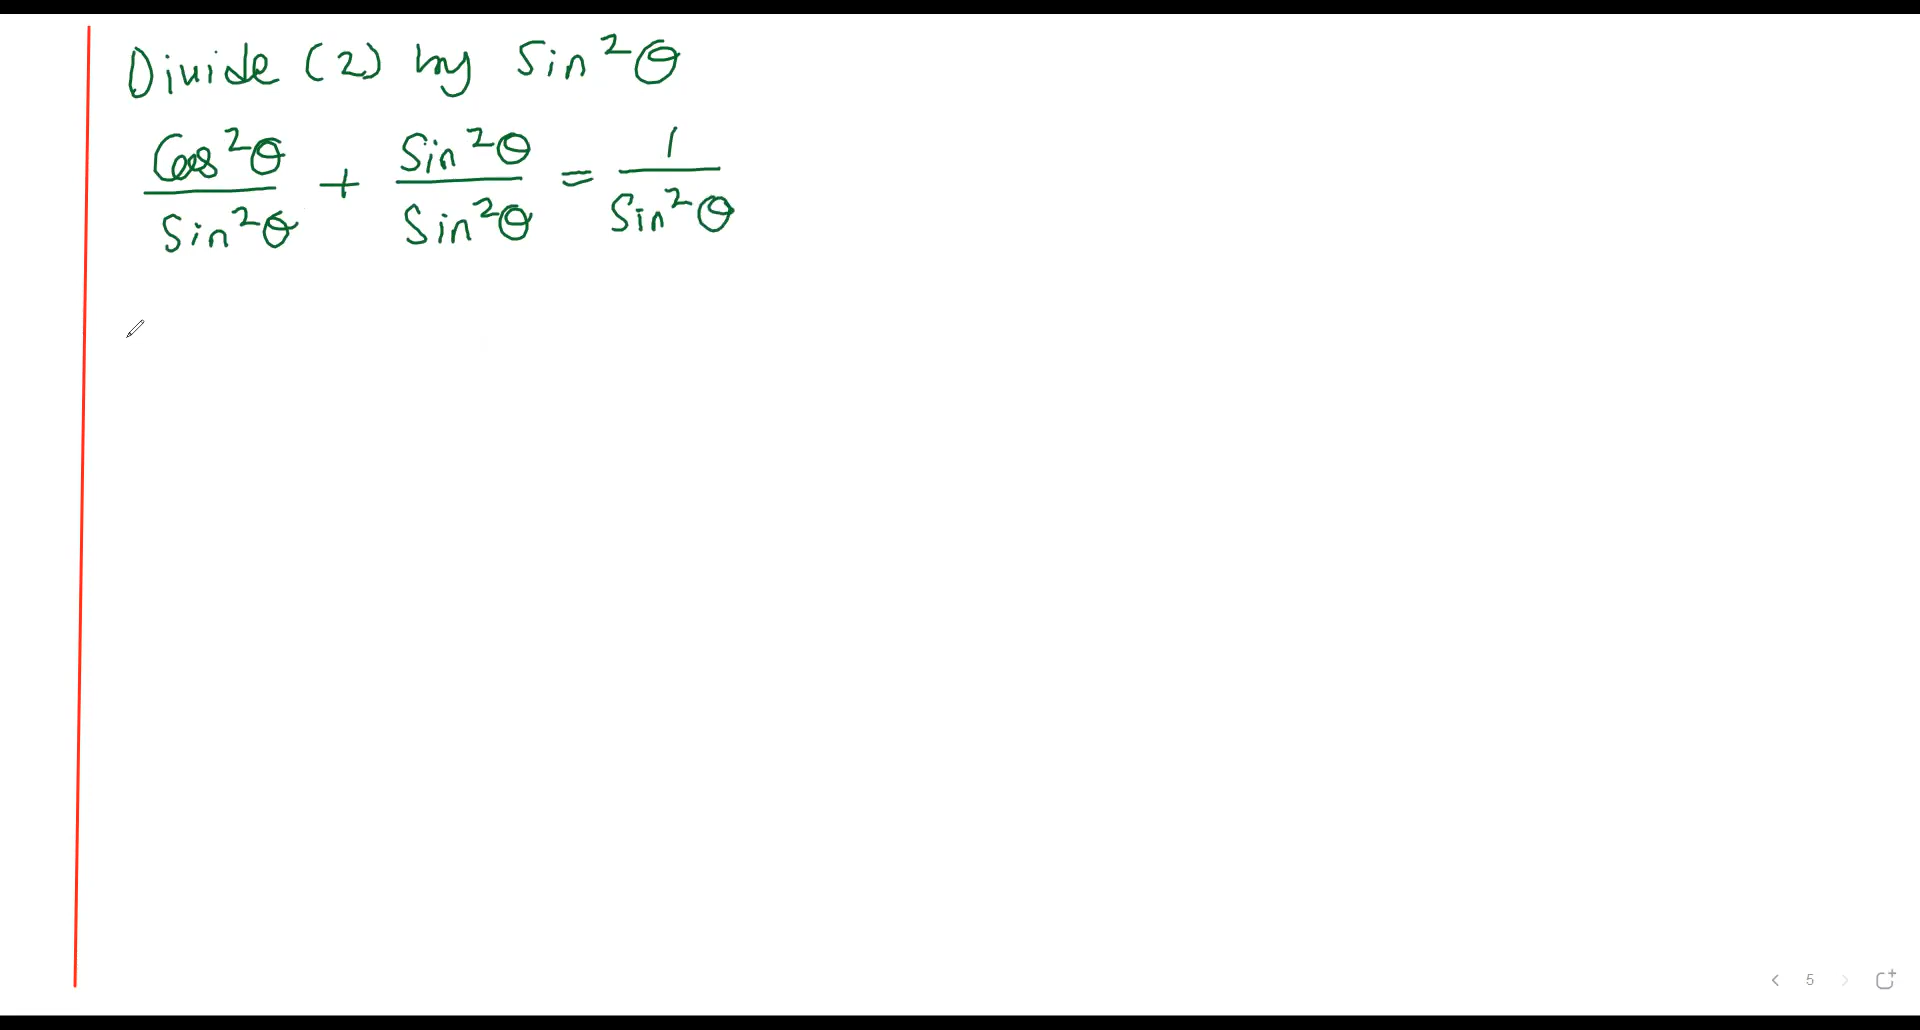 Divide (2) by Sin²θ
Cos²θ/Sin²θ + Sin²θ/Sin²θ = 1/Sin²θ
5